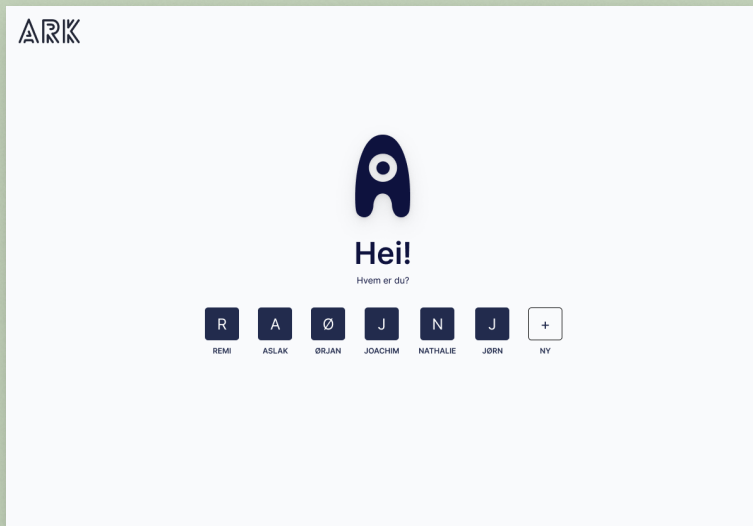 ARK
Hei!
Hvem er du?
R A Ø J N J +
REMI ASLAK ØRJAN JOACHIM NATHALIE JØRN NY